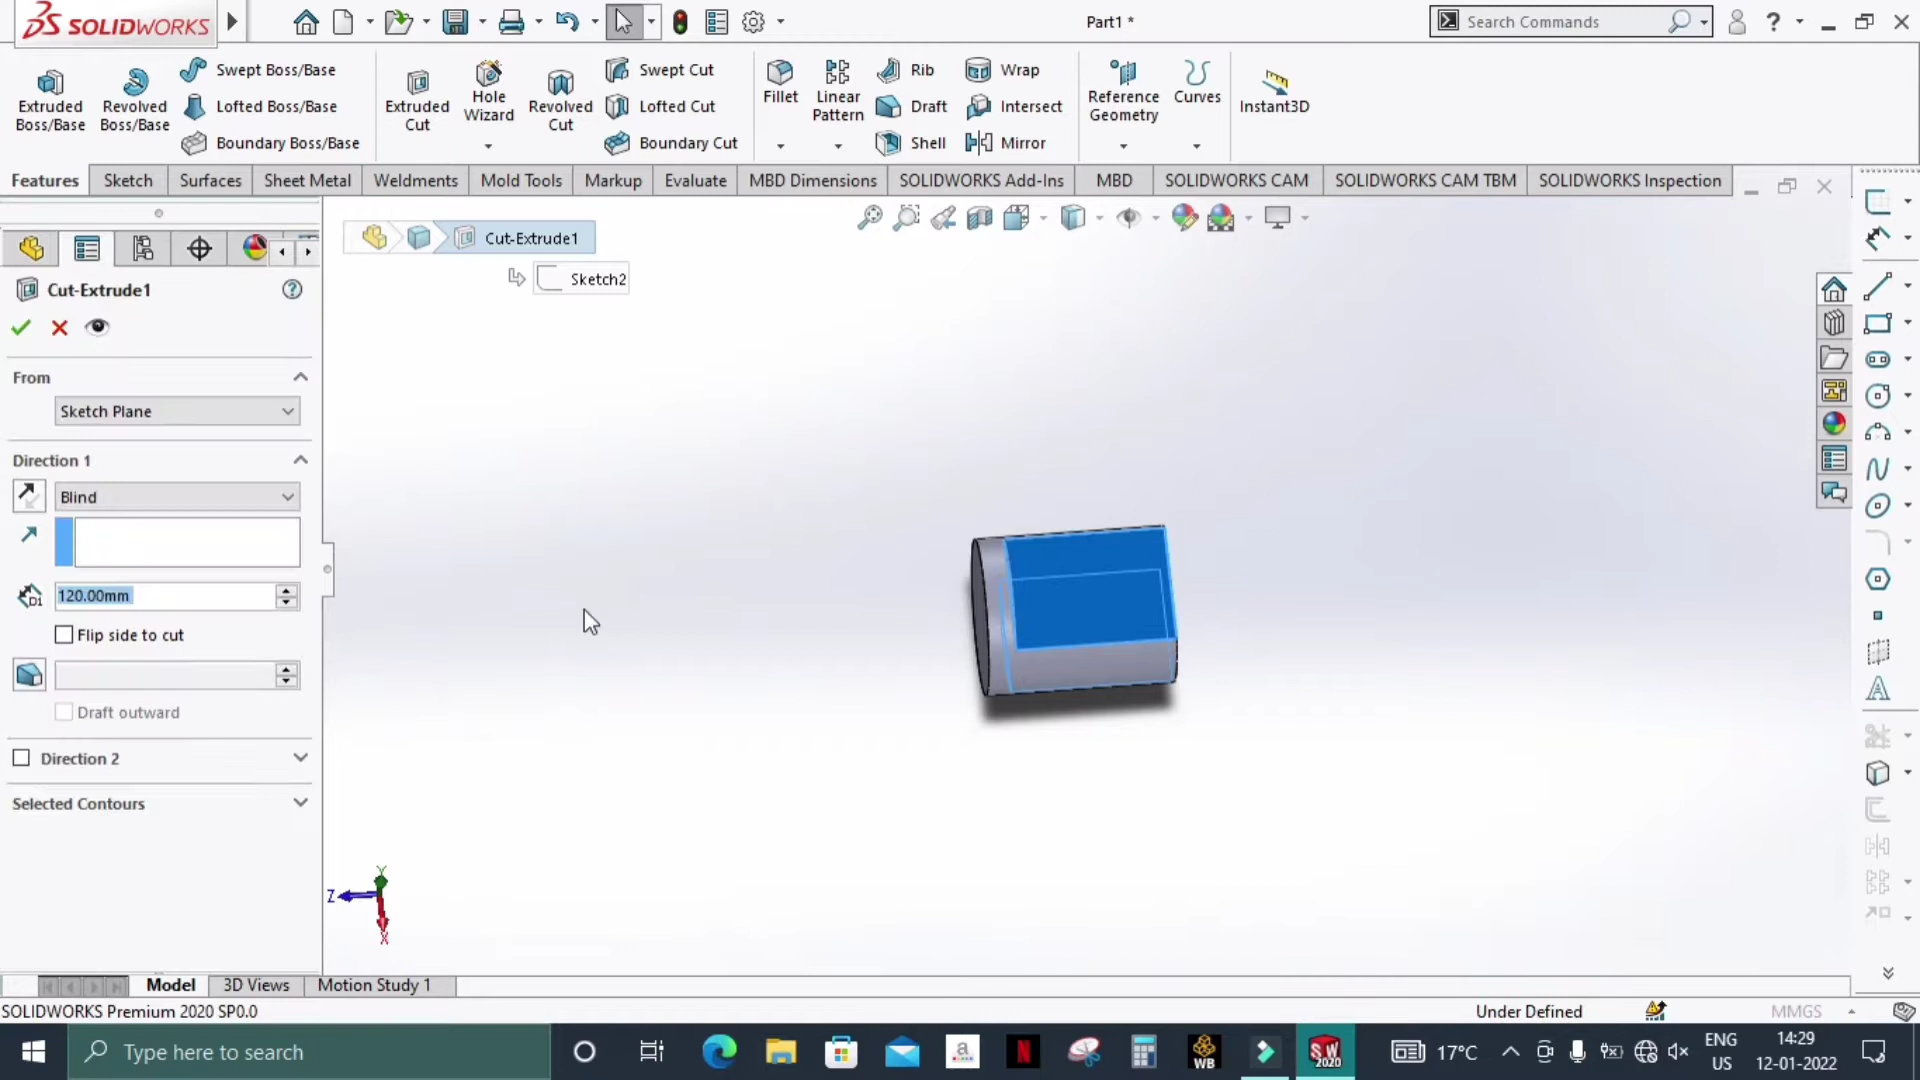 SOLIDWORKS
Part1 *
Search Commands
Extruded Boss/Base
Revolved Boss/Base
Swept Boss/Base
Lofted Boss/Base
Boundary Boss/Base
Extruded Cut
Hole Wizard
Revolved Cut
Swept Cut
Lofted Cut
Boundary Cut
Fillet
Linear Pattern
Rib
Draft
Shell
Wrap
Intersect
Mirror
Reference Geometry
Curves
Instant3D
Features
Sketch
Surfaces
Sheet Metal
Weldments
Mold Tools
Markup
Evaluate
MBD Dimensions
SOLIDWORKS Add-Ins
MBD
SOLIDWORKS CAM
SOLIDWORKS CAM TBM
SOLIDWORKS Inspection
Cut-Extrude1
Sketch2
Cut-Extrude1
From
Sketch Plane
Direction 1
Blind
D1
120.00mm
Flip side to cut
Draft outward
Direction 2
Selected Contours
Y
Z
X
Model
3D Views
Motion Study 1
SOLIDWORKS Premium 2020 SP0.0
Under Defined
MMGS
Type here to search
a
N
WB
SW
2020
17°C
ENG
US
14:29
12-01-2022